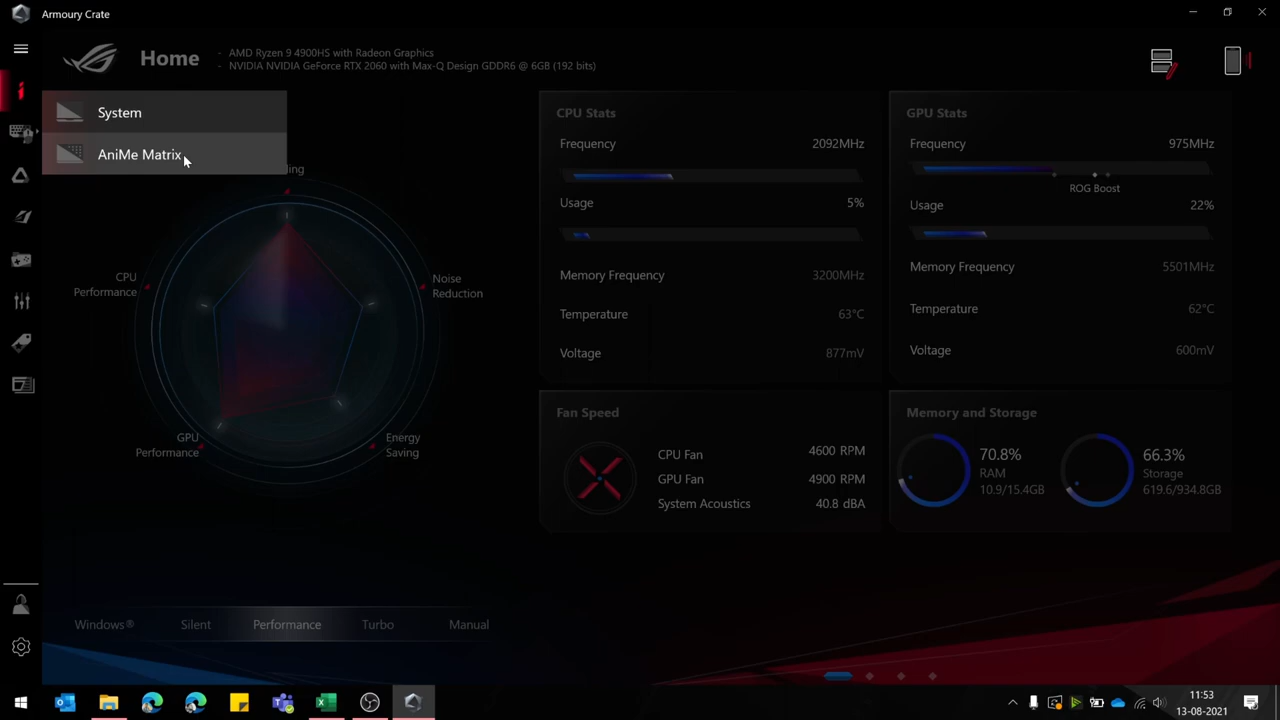 Armoury Crate
Home
- AMD Ryzen 9 4900HS with Radeon Graphics
- NVIDIA NVIDIA GeForce RTX 2060 with Max-Q Design GDDR6 @ 6GB (192 bits)
System
AniMe Matrix
ling
CPU
Performance
Noise
Reduction
GPU
Performance
Energy
Saving
CPU Stats
Frequency 2092MHz
Usage 5%
Memory Frequency 3200MHz
Temperature 63°C
Voltage 877mV
GPU Stats
Frequency 975MHz
ROG Boost
Usage 22%
Memory Frequency 5501MHz
Temperature 62°C
Voltage 600mV
Fan Speed
CPU Fan 4600 RPM
GPU Fan 4900 RPM
System Acoustics 40.8 dBA
Memory and Storage
70.8%
RAM
10.9/15.4GB
66.3%
Storage
619.6/934.8GB
Windows® Silent Performance Turbo Manual
11:53
13-08-2021